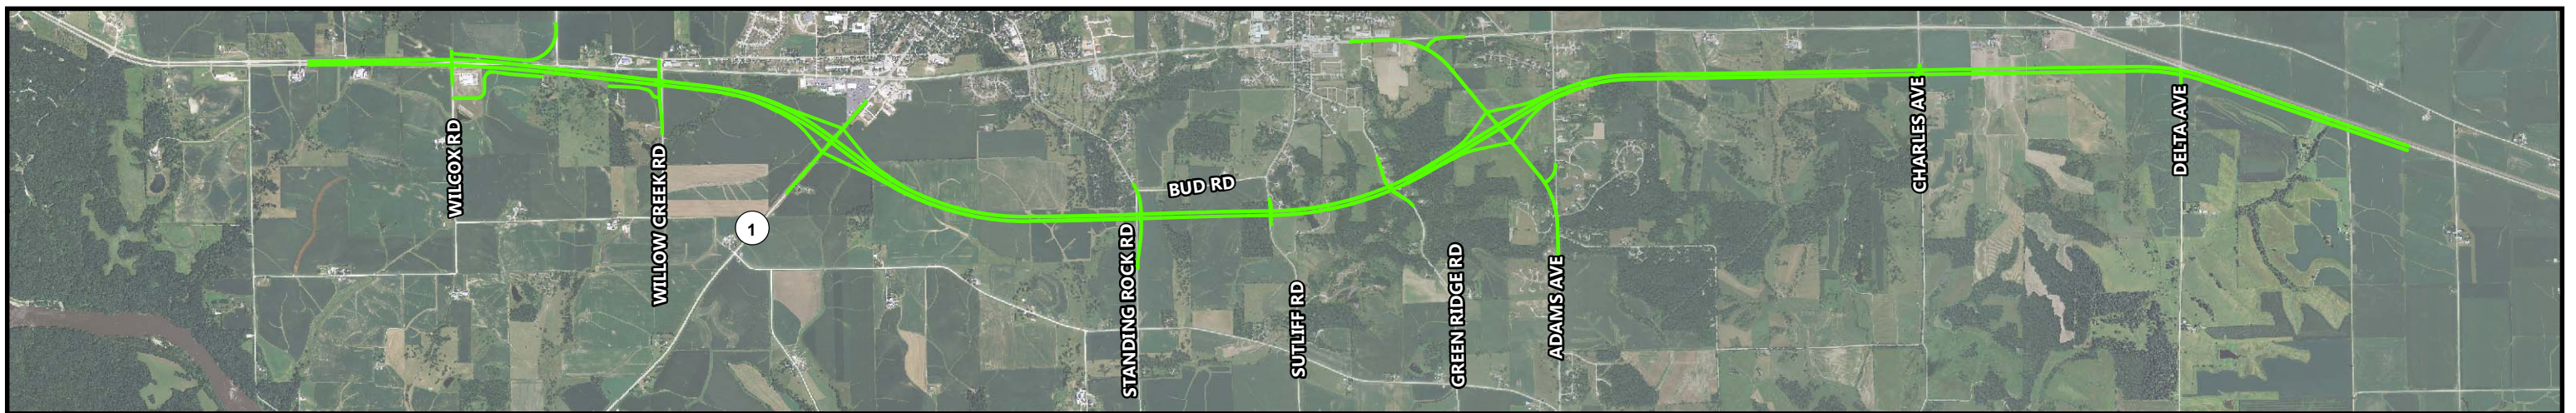 WILCOX RD
WILLOW CREEK RD
1
STANDING ROCK RD
BUD RD
SUTLIFF RD
GREEN RIDGE RD
ADAMS AVE
CHARLES AVE
DELTA AVE